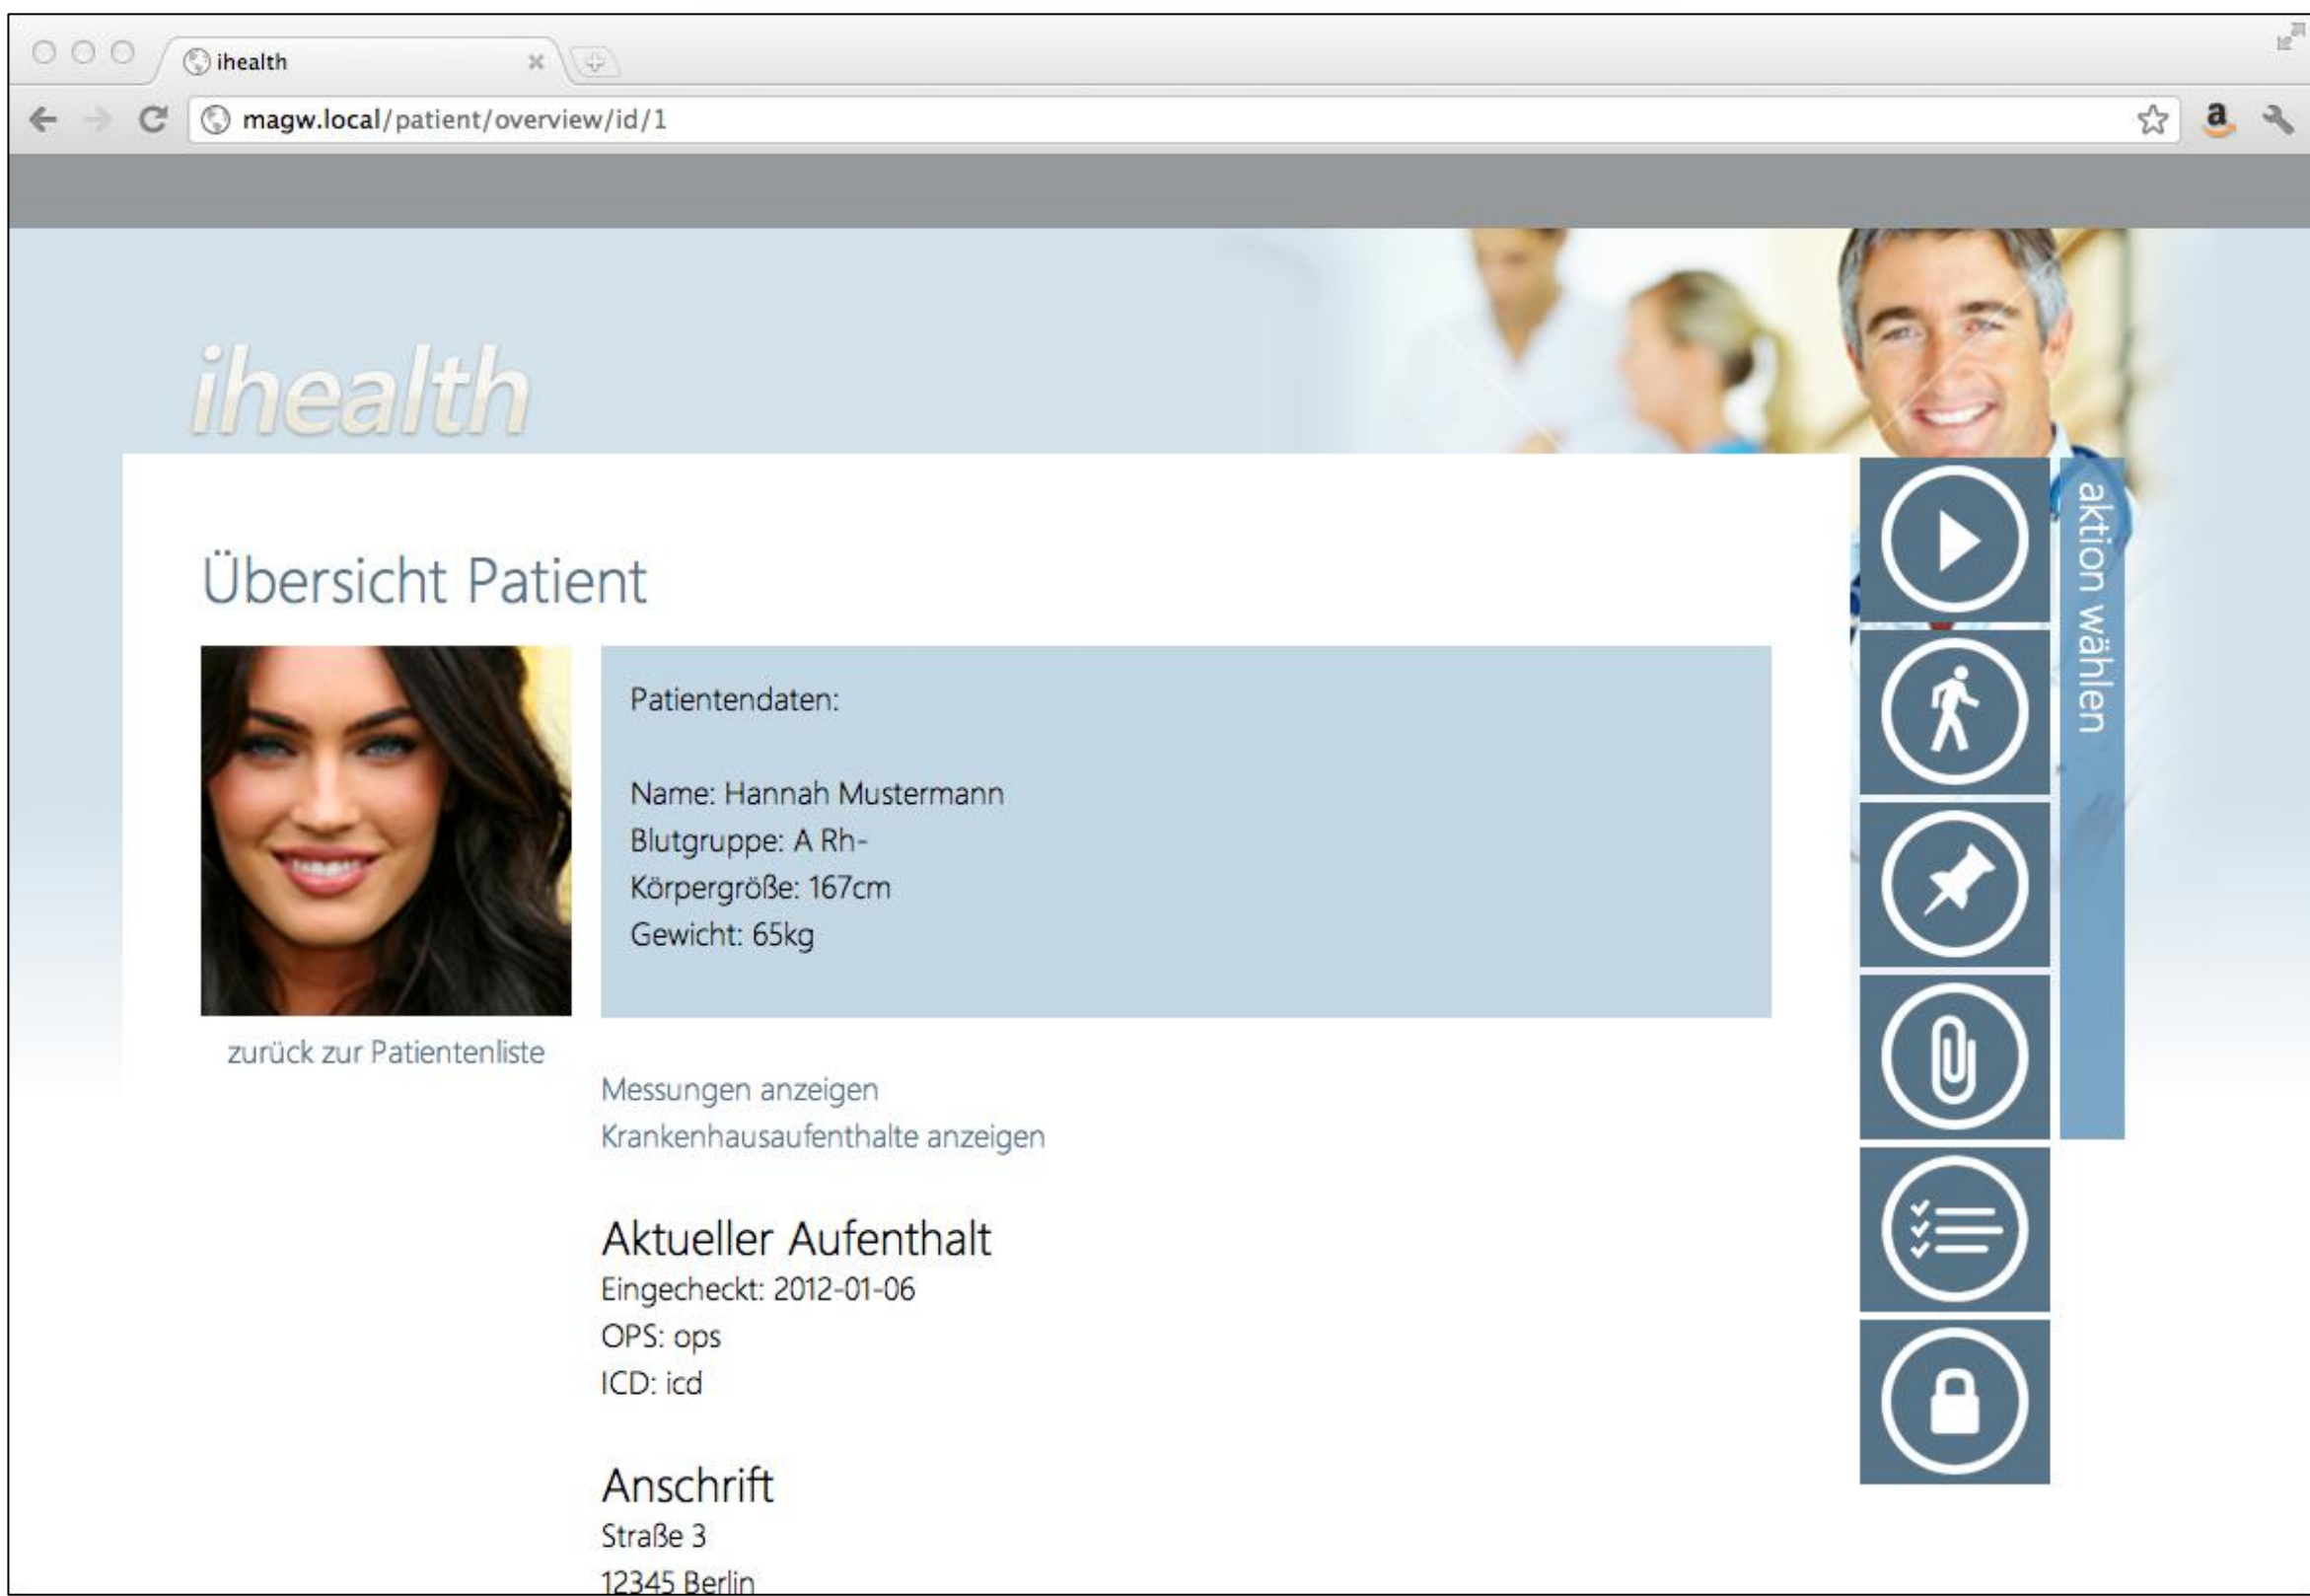 ihealth
magw.local/patient/overview/id/1
a
ihealth
aktion wählen
Übersicht Patient
Patientendaten:
Name: Hannah Mustermann
Blutgruppe: A Rh-
Körpergröße: 167cm
Gewicht: 65kg
zurück zur Patientenliste
Messungen anzeigen
Krankenhausaufenthalte anzeigen
Aktueller Aufenthalt
Eingecheckt: 2012-01-06
OPS: ops
ICD: icd
Anschrift
Straße 3
12345 Berlin